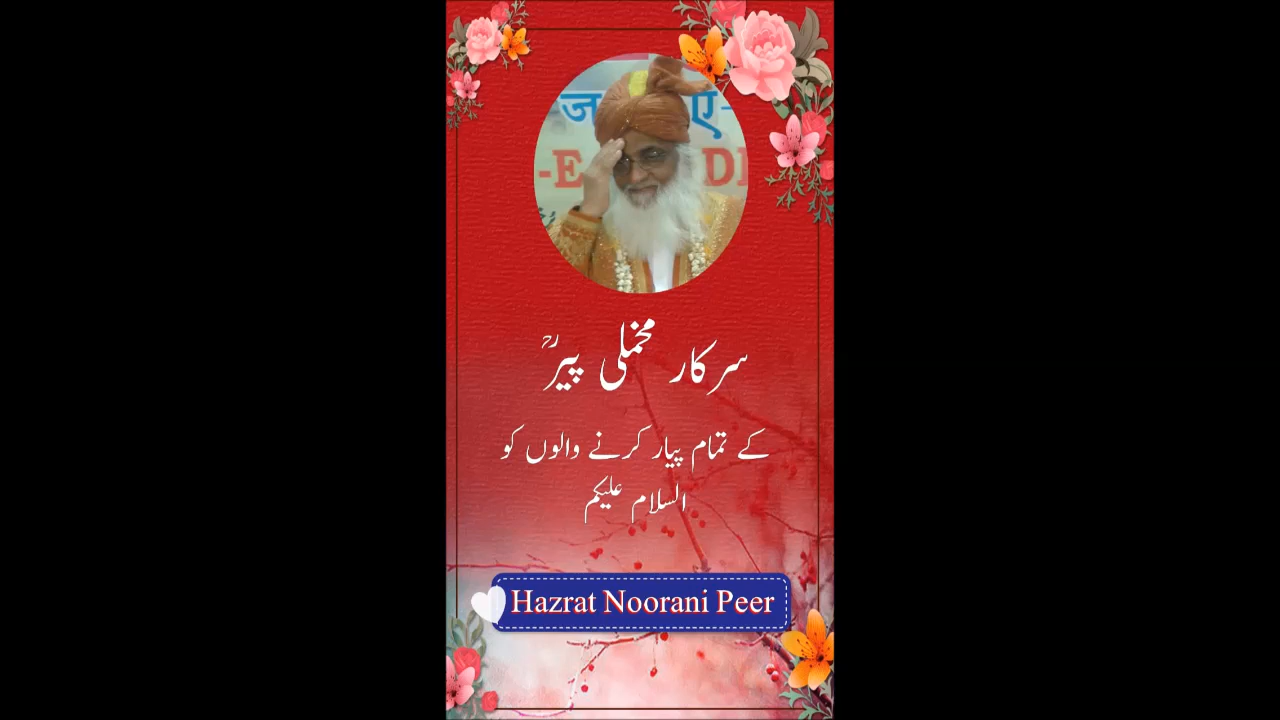 سرکار مخملی پیرؒ
کے تمام پیار کرنے والوں کو
السلام علیکم
Hazrat Noorani Peer